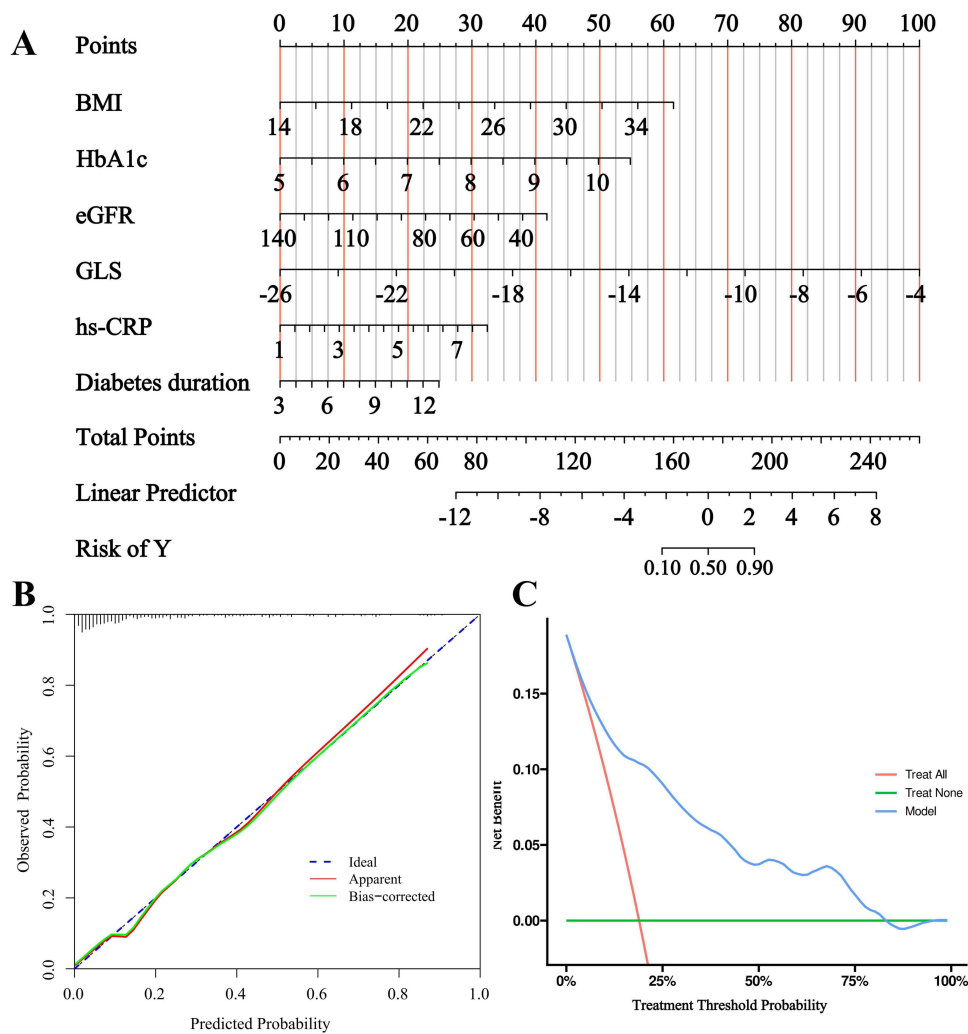 A
Points
0 10 20 30 40 50 60 70 80 90 100
BMI
14 18 22 26 30 34
HbA1c
5 6 7 8 9 10
eGFR
140 110 80 60 40
GLS
-26 -22 -18 -14 -10 -8 -6 -4
hs-CRP
1 3 5 7
Diabetes duration
3 6 9 12
Total Points
0 20 40 60 80 120 160 200 240
Linear Predictor
-12 -8 -4 0 2 4 6 8
Risk of Y
0.10 0.50 0.90
B
Observed Probability
1.0
0.8
0.6
0.4
0.2
0.0
Ideal
Apparent
Bias−corrected
0.0 0.2 0.4 0.6 0.8 1.0
Predicted Probability
C
Net Benefit
0.15
0.10
0.05
0.00
Treat All
Treat None
Model
0% 25% 50% 75% 100%
Treatment Threshold Probability